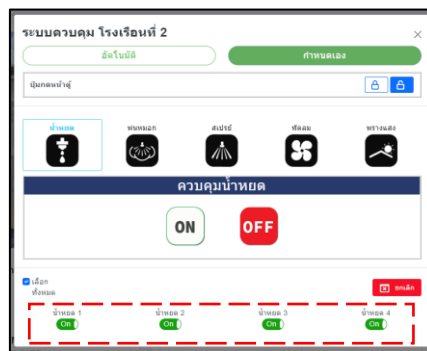 ระบบควบคุม โรงเรือนที่ 2
อัตโนมัติ กำหนดเอง
ปุ่มกดหน้าตู้
น้ำหยด พ่นหมอก สเปรย์ พัดลม พรางแสง
ควบคุมน้ำหยด
ON OFF
เลือก
ทั้งหมด
ยกเลิก
น้ำหยด 1 น้ำหยด 2 น้ำหยด 3 น้ำหยด 4
On On On On